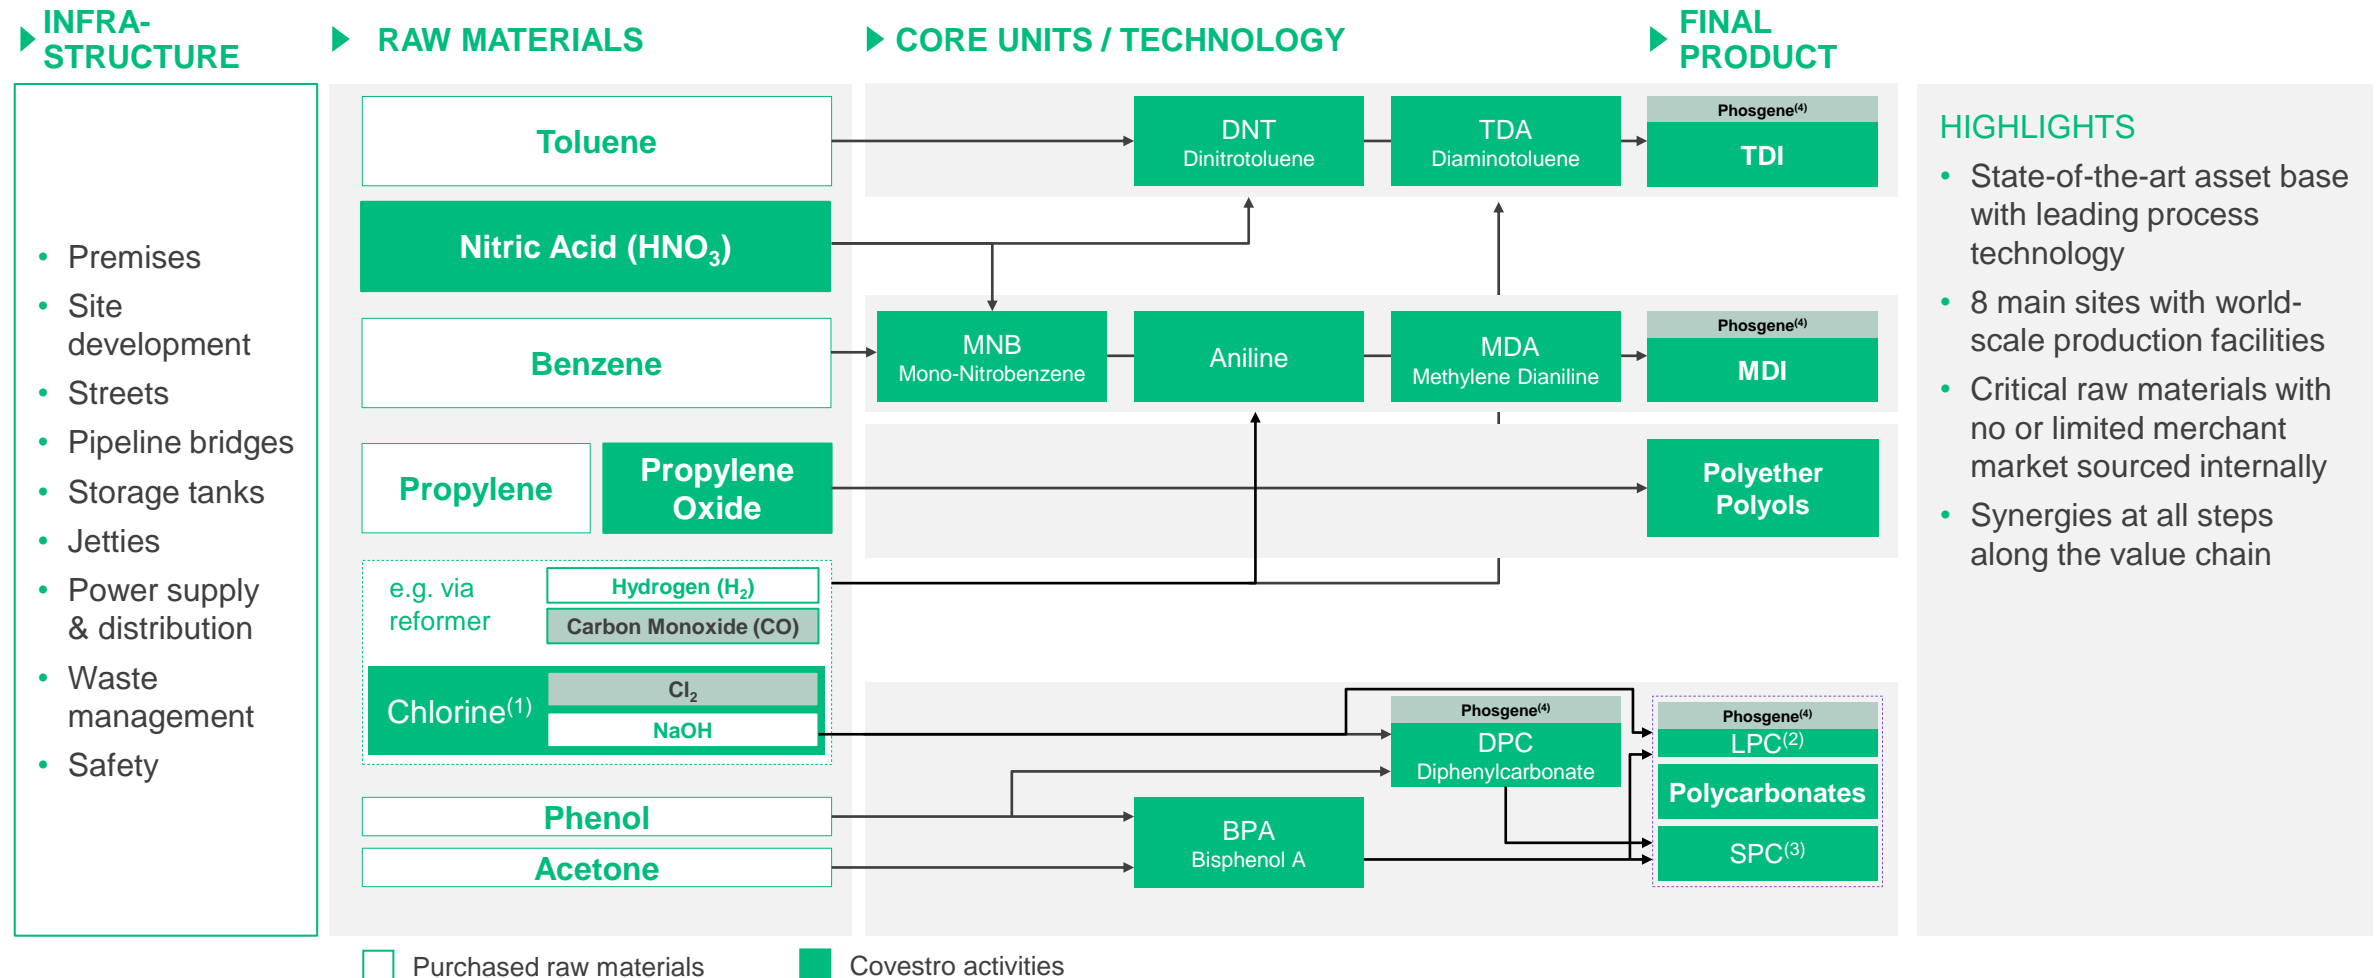 INFRA-
STRUCTURE
RAW MATERIALS
CORE UNITS / TECHNOLOGY
FINAL
PRODUCT
• Premises
• Site
development
• Streets
• Pipeline bridges
• Storage tanks
• Jetties
• Power supply
& distribution
• Waste
management
• Safety
Toluene
Nitric Acid (HNO₃)
Benzene
Propylene
Propylene
Oxide
e.g. via
reformer
Hydrogen (H₂)
Carbon Monoxide (CO)
Chlorine⁽¹⁾
Cl₂
NaOH
Phenol
Acetone
DNT
Dinitrotoluene
TDA
Diaminotoluene
Phosgene⁽⁴⁾
TDI
MNB
Mono-Nitrobenzene
Aniline
MDA
Methylene Dianiline
Phosgene⁽⁴⁾
MDI
Polyether
Polyols
Phosgene⁽⁴⁾
DPC
Diphenylcarbonate
BPA
Bisphenol A
Phosgene⁽⁴⁾
LPC⁽²⁾
Polycarbonates
SPC⁽³⁾
HIGHLIGHTS
• State-of-the-art asset base
with leading process
technology
• 8 main sites with world-
scale production facilities
• Critical raw materials with
no or limited merchant
market sourced internally
• Synergies at all steps
along the value chain
Purchased raw materials
Covestro activities